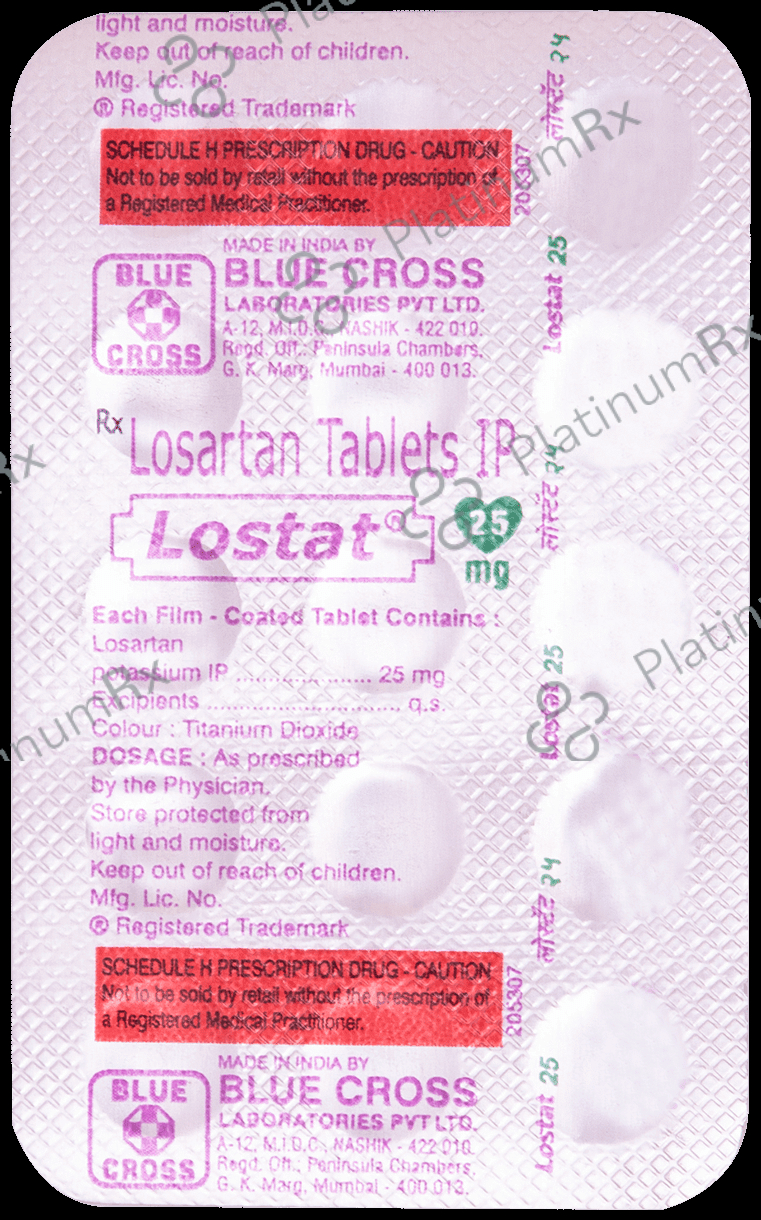 light and moisture.
Keep out of reach of children.
Mfg. Lic. No.
® Registered Trademark
SCHEDULE H PRESCRIPTION DRUG - CAUTION
Not to be sold by retail without the prescription of
a Registered Medical Practitioner.
205307
MADE IN INDIA BY
BLUE CROSS
BLUE CROSS
LABORATORIES PVT LTD.
A-12, M.I.D.C., NASHIK - 422 010.
Regd. Off.: Peninsula Chambers,
G. K. Marg, Mumbai - 400 013.
Rx
Losartan Tablets IP
Lostat®
25
mg
Each Film - Coated Tablet Contains :
Losartan
potassium IP ..................... 25 mg
Excipients ............................. q.s.
Colour : Titanium Dioxide
DOSAGE : As prescribed
by the Physician.
Store protected from
light and moisture.
Keep out of reach of children.
Mfg. Lic. No.
® Registered Trademark
SCHEDULE H PRESCRIPTION DRUG - CAUTION
Not to be sold by retail without the prescription of
a Registered Medical Practitioner.
205307
MADE IN INDIA BY
BLUE CROSS
BLUE CROSS
LABORATORIES PVT LTD.
A-12, M.I.D.C., NASHIK - 422 010.
Regd. Off.: Peninsula Chambers,
G. K. Marg, Mumbai - 400 013.
लोस्टॅट २५
Lostat 25
लोस्टॅट २५
Lostat 25
लोस्टॅट २५
Lostat 25
PlatinumRx
PlatinumRx
PlatinumRx